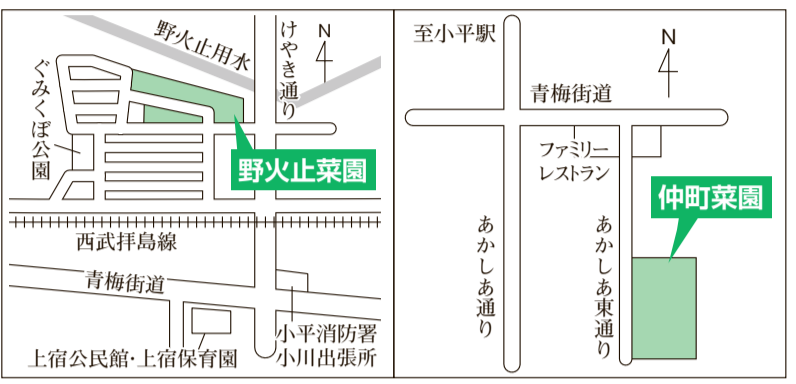 野火止用水
けやき通り
N
ぐみくぼ公園
野火止菜園
西武拝島線
青梅街道
小平消防署
小川出張所
上宿公民館・上宿保育園
至小平駅
N
青梅街道
ファミリー
レストラン
仲町菜園
あかしあ通り
あかしあ東通り